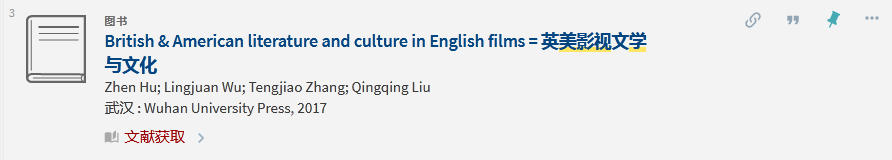 3
图书
British & American literature and culture in English films = 英美影视文学
与文化
Zhen Hu; Lingjuan Wu; Tengjiao Zhang; Qingqing Liu
武汉 : Wuhan University Press, 2017
文献获取